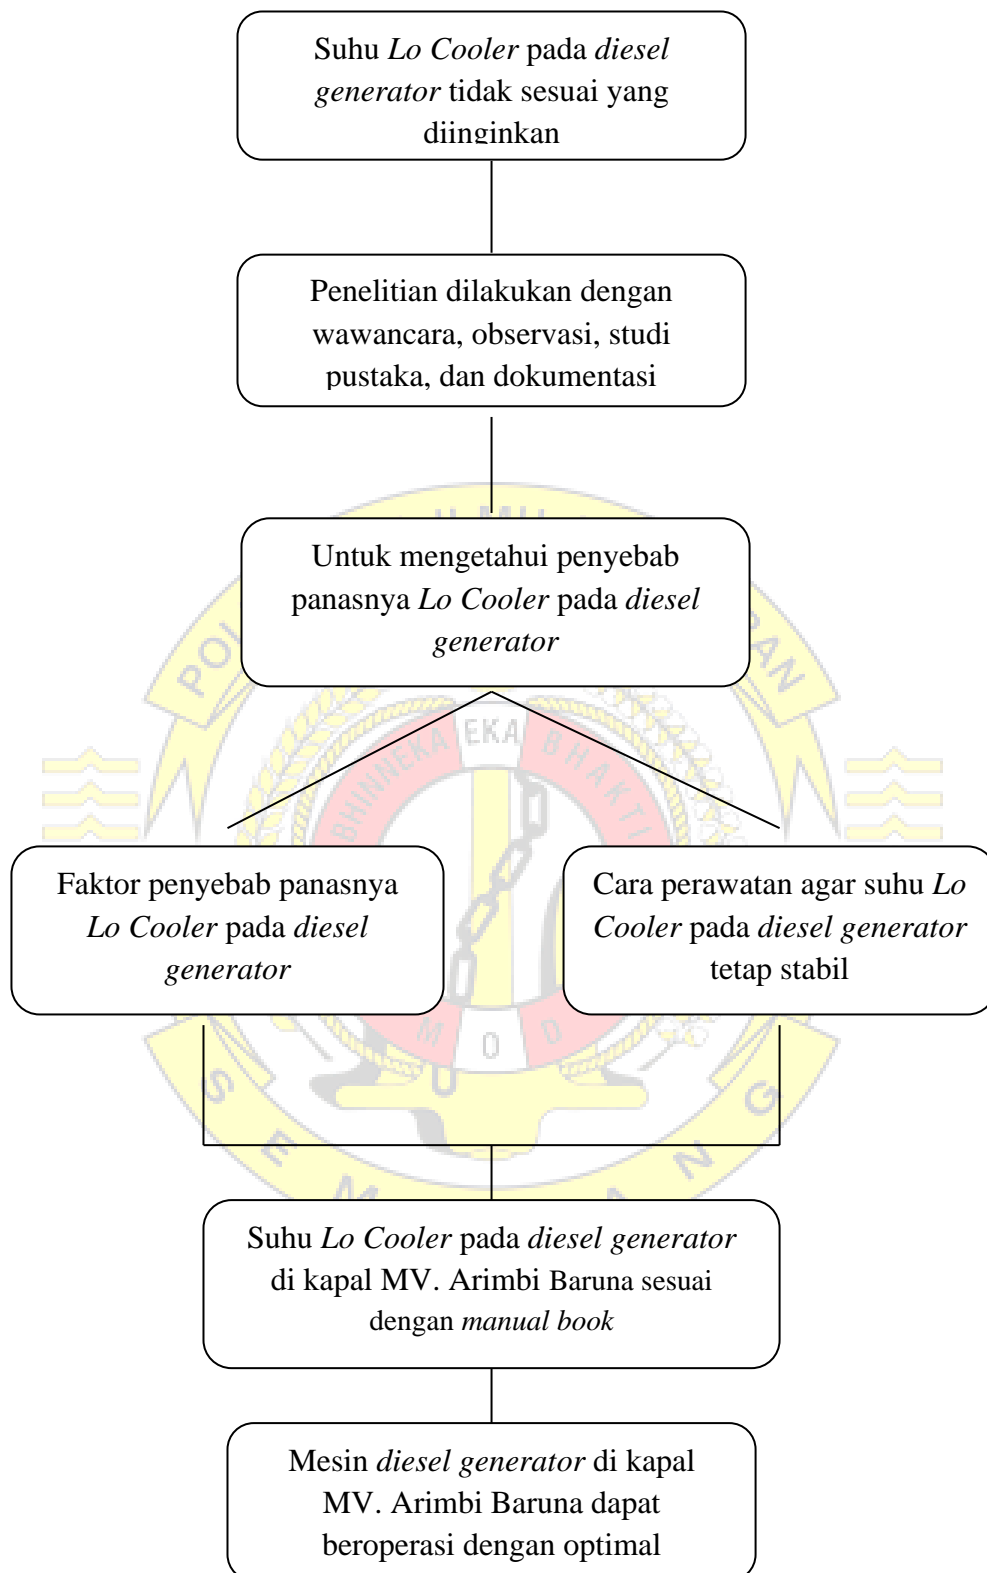 Suhu Lo Cooler pada diesel
generator tidak sesuai yang
diinginkan
Penelitian dilakukan dengan
wawancara, observasi, studi
pustaka, dan dokumentasi
Untuk mengetahui penyebab
panasnya Lo Cooler pada diesel
generator
BHINNEKA EKA BHAKTI
Faktor penyebab panasnya
Lo Cooler pada diesel
generator
Cara perawatan agar suhu Lo
Cooler pada diesel generator
tetap stabil
Suhu Lo Cooler pada diesel generator
di kapal MV. Arimbi Baruna sesuai
dengan manual book
Mesin diesel generator di kapal
MV. Arimbi Baruna dapat
beroperasi dengan optimal